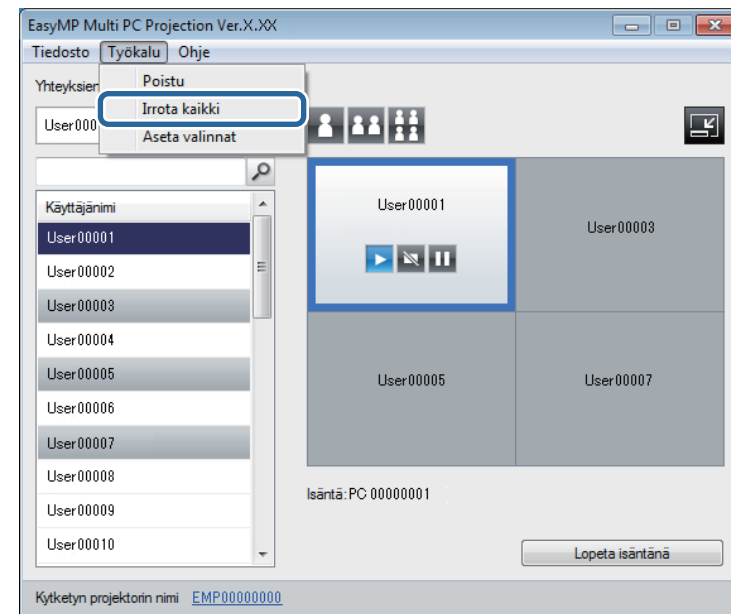 EasyMP Multi PC Projection Ver.X.XX
Tiedosto Työkalu Ohje
Yhteyksien
Poistu
Irrota kaikki
Aseta valinnat
User000
Käyttäjänimi
User00001
User00002
User00003
User00004
User00005
User00006
User00007
User00008
User00009
User00010
User00001
User00003
User00005
User00007
Isäntä:PC 00000001
Lopeta isäntänä
Kytketyn projektorin nimi EMP00000000